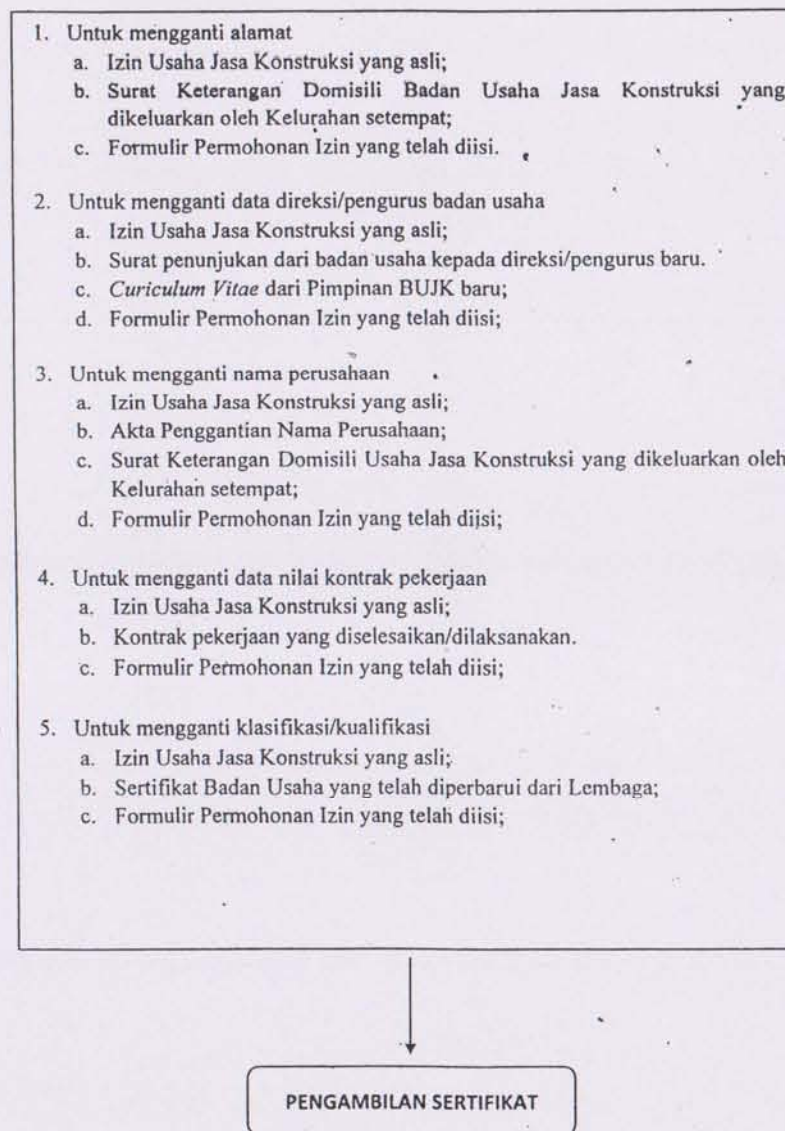 1. Untuk mengganti alamat
a. Izin Usaha Jasa Konstruksi yang asli;
b. Surat Keterangan Domisili Badan Usaha Jasa Konstruksi yang
dikeluarkan oleh Kelurahan setempat;
c. Formulir Permohonan Izin yang telah diisi.
2. Untuk mengganti data direksi/pengurus badan usaha
a. Izin Usaha Jasa Konstruksi yang asli;
b. Surat penunjukan dari badan usaha kepada direksi/pengurus baru.
c. Curiculum Vitae dari Pimpinan BUJK baru;
d. Formulir Permohonan Izin yang telah diisi;
3. Untuk mengganti nama perusahaan
a. Izin Usaha Jasa Konstruksi yang asli;
b. Akta Penggantian Nama Perusahaan;
c. Surat Keterangan Domisili Usaha Jasa Konstruksi yang dikeluarkan oleh
Kelurahan setempat;
d. Formulir Permohonan Izin yang telah diisi;
4. Untuk mengganti data nilai kontrak pekerjaan
a. Izin Usaha Jasa Konstruksi yang asli;
b. Kontrak pekerjaan yang diselesaikan/dilaksanakan.
c. Formulir Permohonan Izin yang telah diisi;
5. Untuk mengganti klasifikasi/kualifikasi
a. Izin Usaha Jasa Konstruksi yang asli;
b. Sertifikat Badan Usaha yang telah diperbarui dari Lembaga;
c. Formulir Permohonan Izin yang telah diisi;
PENGAMBILAN SERTIFIKAT